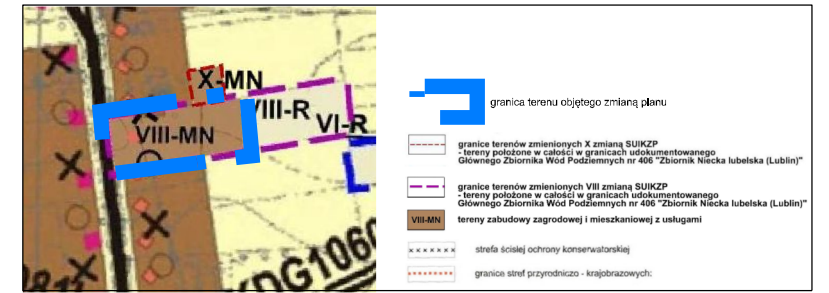 X-MN
VIII-R
VI-R
VIII-MN
KDG1060
granica terenu objętego zmianą planu
granice terenów zmienionych X zmianą SUIKZP
- tereny położone w całości w granicach udokumentowanego
Głównego Zbiornika Wód Podziemnych nr 406 "Zbiornik Niecka lubelska (Lublin)"
granice terenów zmienionych VIII zmianą SUIKZP
- tereny położone w całości w granicach udokumentowanego
Głównego Zbiornika Wód Podziemnych nr 406 "Zbiornik Niecka lubelska (Lublin)"
VIII-MN tereny zabudowy zagrodowej i mieszkaniowej z usługami
strefa ścisłej ochrony konserwatorskiej
granice stref przyrodniczo - krajobrazowych: